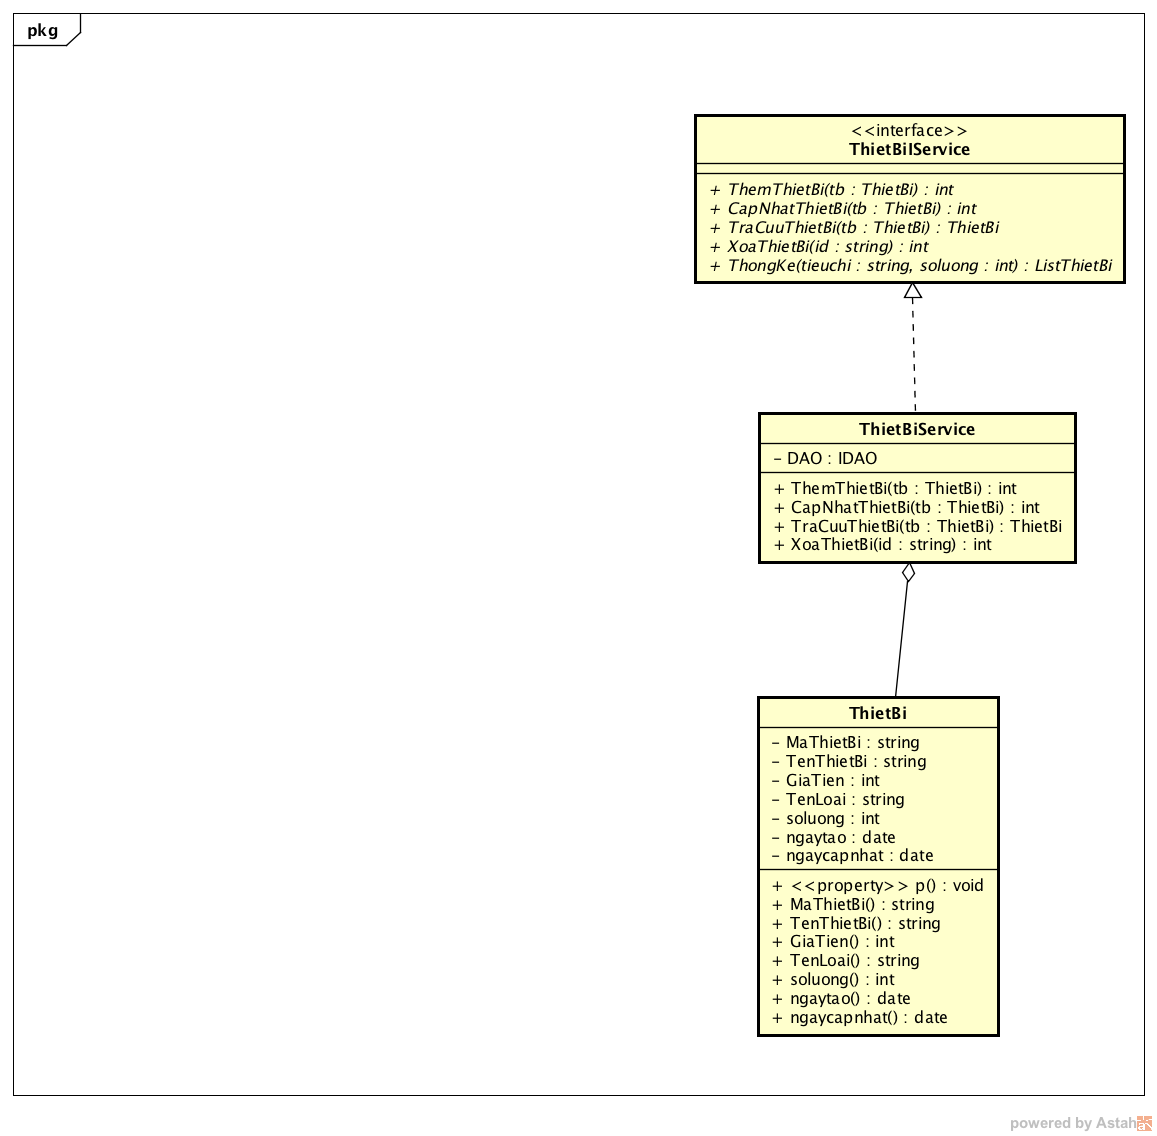 pkg
<<interface>>
ThietBiIService
+ ThemThietBi(tb : ThietBi) : int
+ CapNhatThietBi(tb : ThietBi) : int
+ TraCuuThietBi(tb : ThietBi) : ThietBi
+ XoaThietBi(id : string) : int
+ ThongKe(tieuchi : string, soluong : int) : ListThietBi
ThietBiService
- DAO : IDAO
+ ThemThietBi(tb : ThietBi) : int
+ CapNhatThietBi(tb : ThietBi) : int
+ TraCuuThietBi(tb : ThietBi) : ThietBi
+ XoaThietBi(id : string) : int
ThietBi
- MaThietBi : string
- TenThietBi : string
- GiaTien : int
- TenLoai : string
- soluong : int
- ngaytao : date
- ngaycapnhat : date
+ <<property>> p() : void
+ MaThietBi() : string
+ TenThietBi() : string
+ GiaTien() : int
+ TenLoai() : string
+ soluong() : int
+ ngaytao() : date
+ ngaycapnhat() : date
powered by Astah